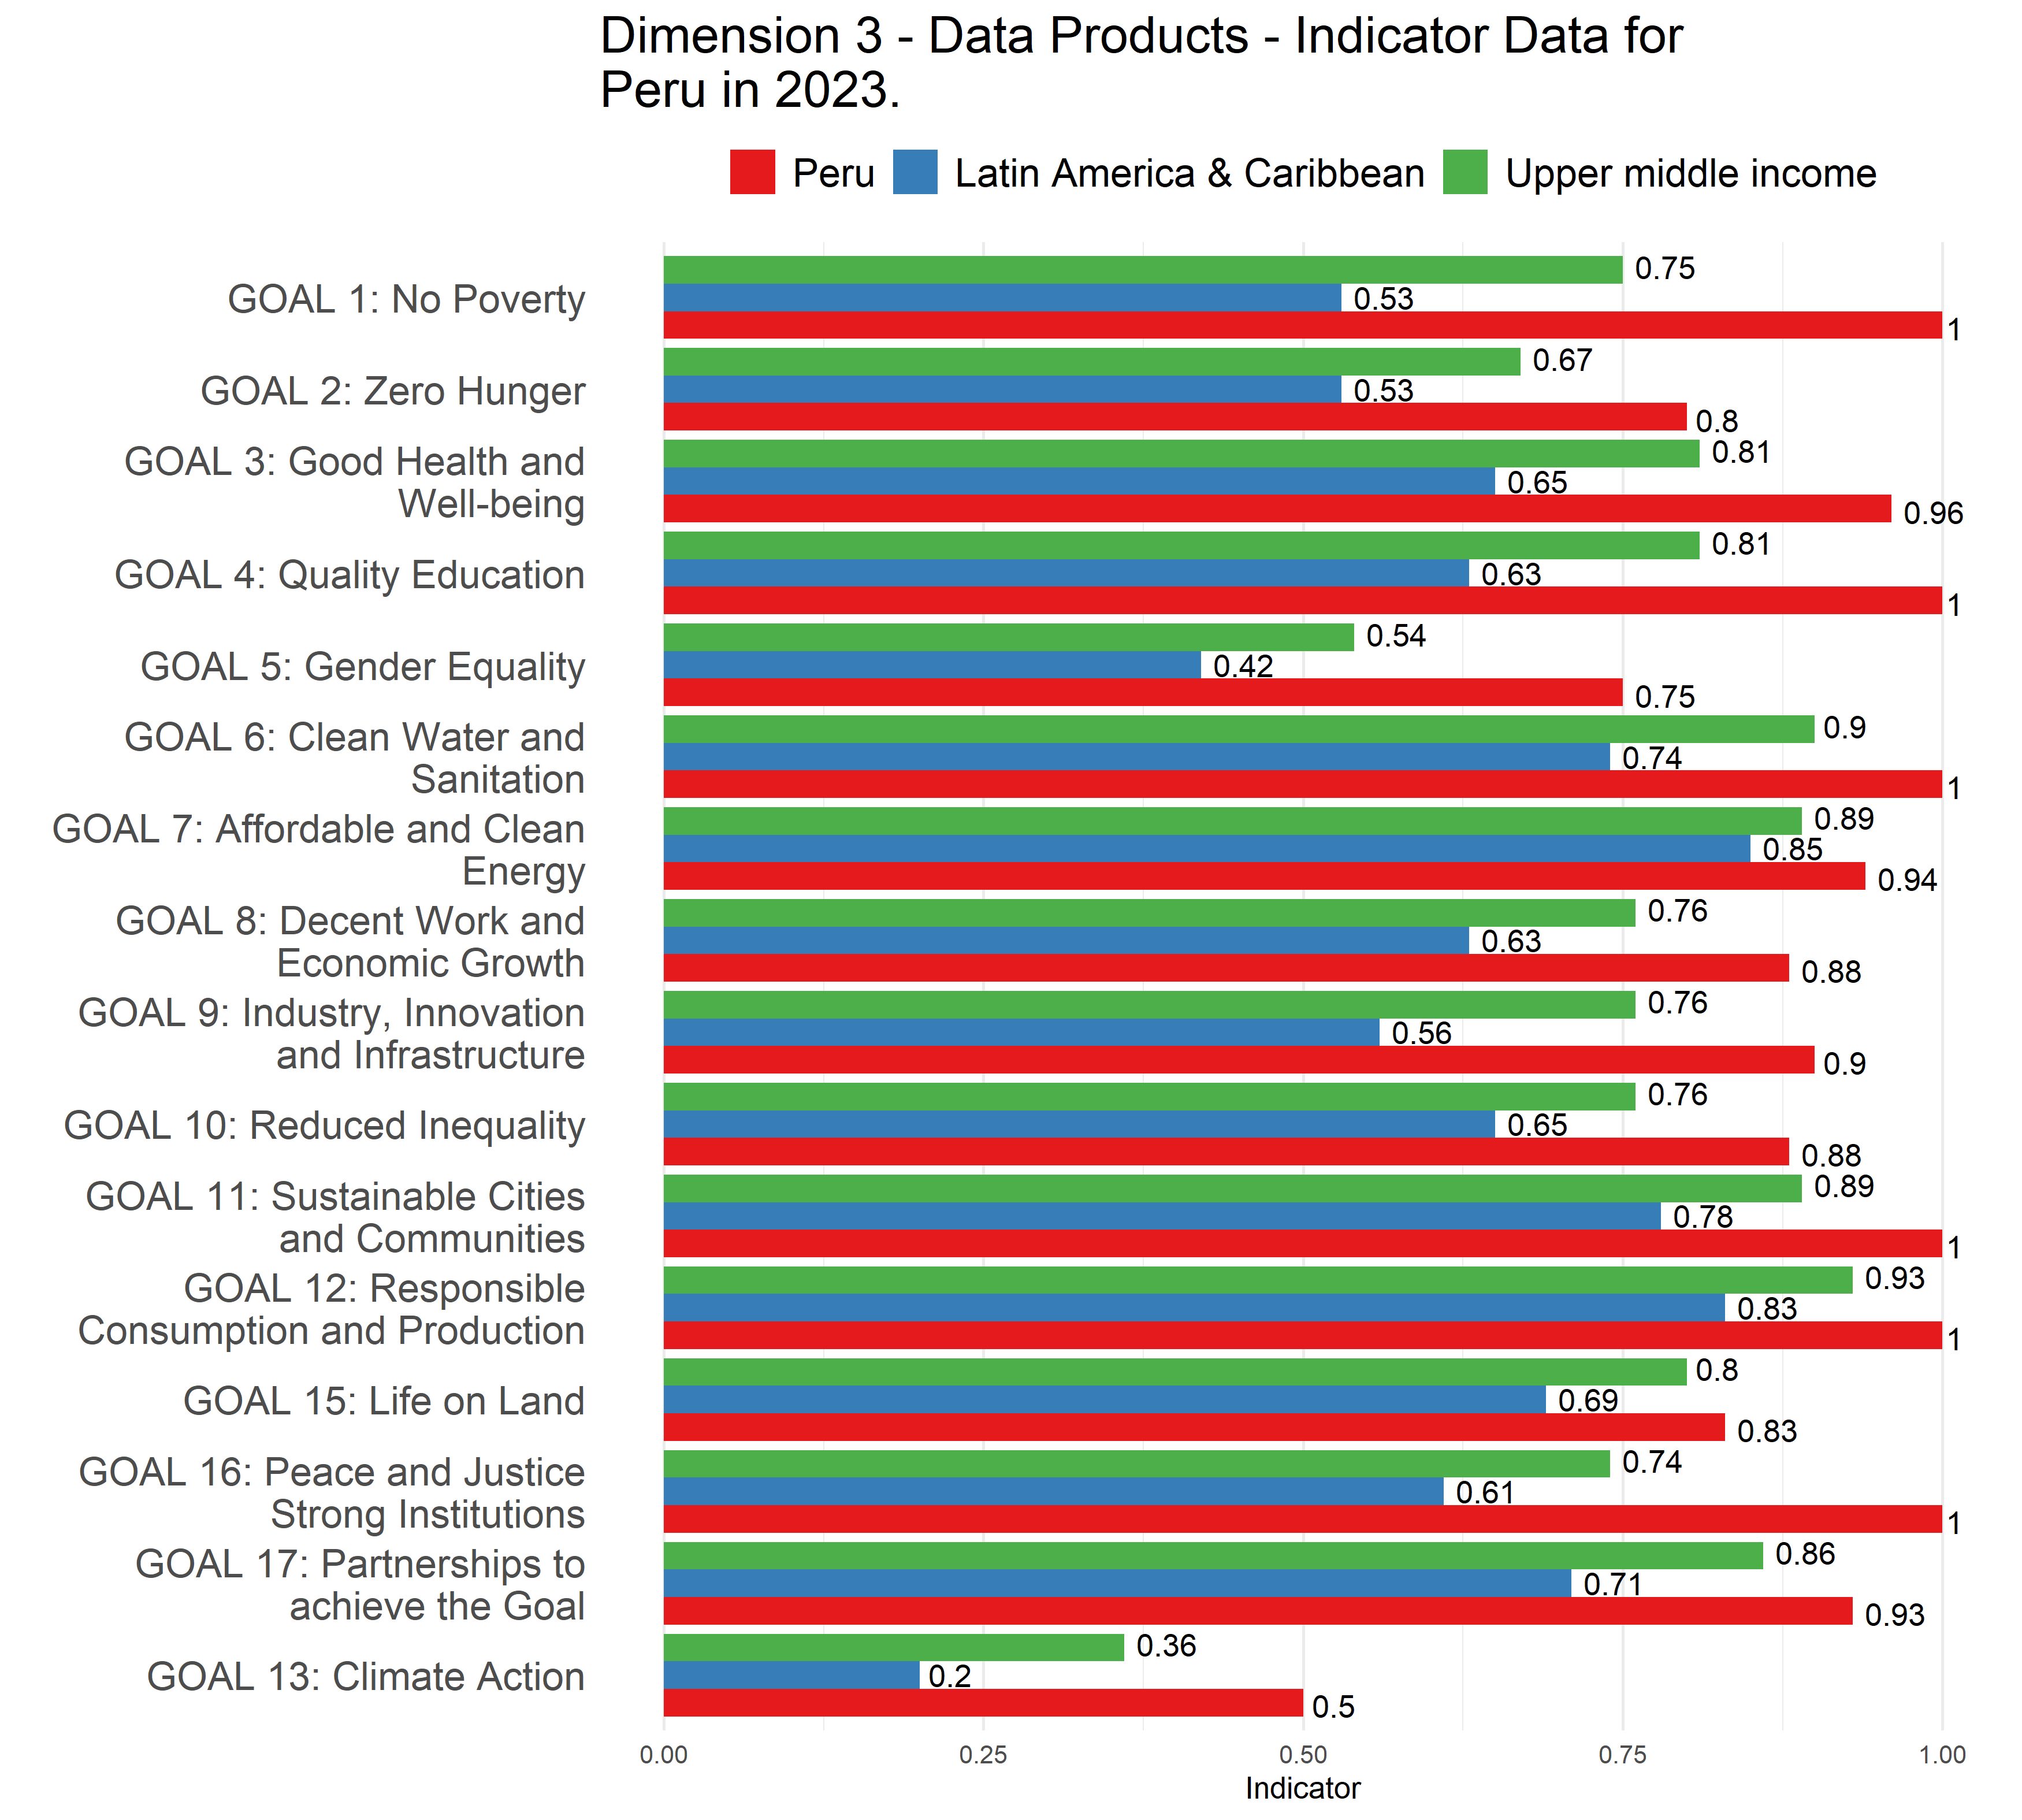 Dimension 3 - Data Products - Indicator Data for
Peru in 2023.
Peru Latin America & Caribbean Upper middle income
GOAL 1: No Poverty
0.75
0.53
1
GOAL 2: Zero Hunger
0.67
0.53
0.8
GOAL 3: Good Health and
Well-being
0.81
0.65
0.96
GOAL 4: Quality Education
0.81
0.63
1
GOAL 5: Gender Equality
0.54
0.42
0.75
GOAL 6: Clean Water and
Sanitation
0.9
0.74
1
GOAL 7: Affordable and Clean
Energy
0.89
0.85
0.94
GOAL 8: Decent Work and
Economic Growth
0.76
0.63
0.88
GOAL 9: Industry, Innovation
and Infrastructure
0.76
0.56
0.9
GOAL 10: Reduced Inequality
0.76
0.65
0.88
GOAL 11: Sustainable Cities
and Communities
0.89
0.78
1
GOAL 12: Responsible
Consumption and Production
0.93
0.83
1
GOAL 15: Life on Land
0.8
0.69
0.83
GOAL 16: Peace and Justice
Strong Institutions
0.74
0.61
1
GOAL 17: Partnerships to
achieve the Goal
0.86
0.71
0.93
GOAL 13: Climate Action
0.36
0.2
0.5
0.00 0.25 0.50 0.75 1.00
Indicator